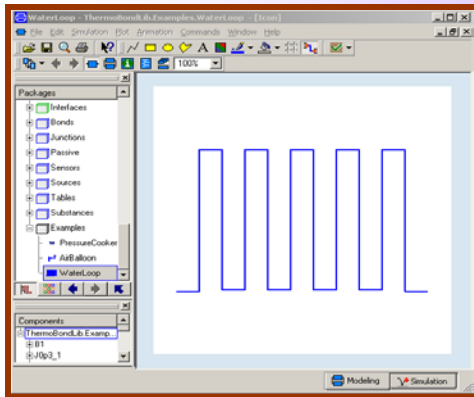 WaterLoop - ThermoBondLib.Examples.WaterLoop - [Icon]
File Edit Simulation Plot Animation Commands Window Help
100%
Packages
Interfaces
Bonds
Junctions
Passive
Sensors
Sources
Tables
Substances
Examples
PressureCooker
AirBalloon
WaterLoop
Components
ThermoBondLib.Examp...
B1
J0p3_1
Modeling Simulation